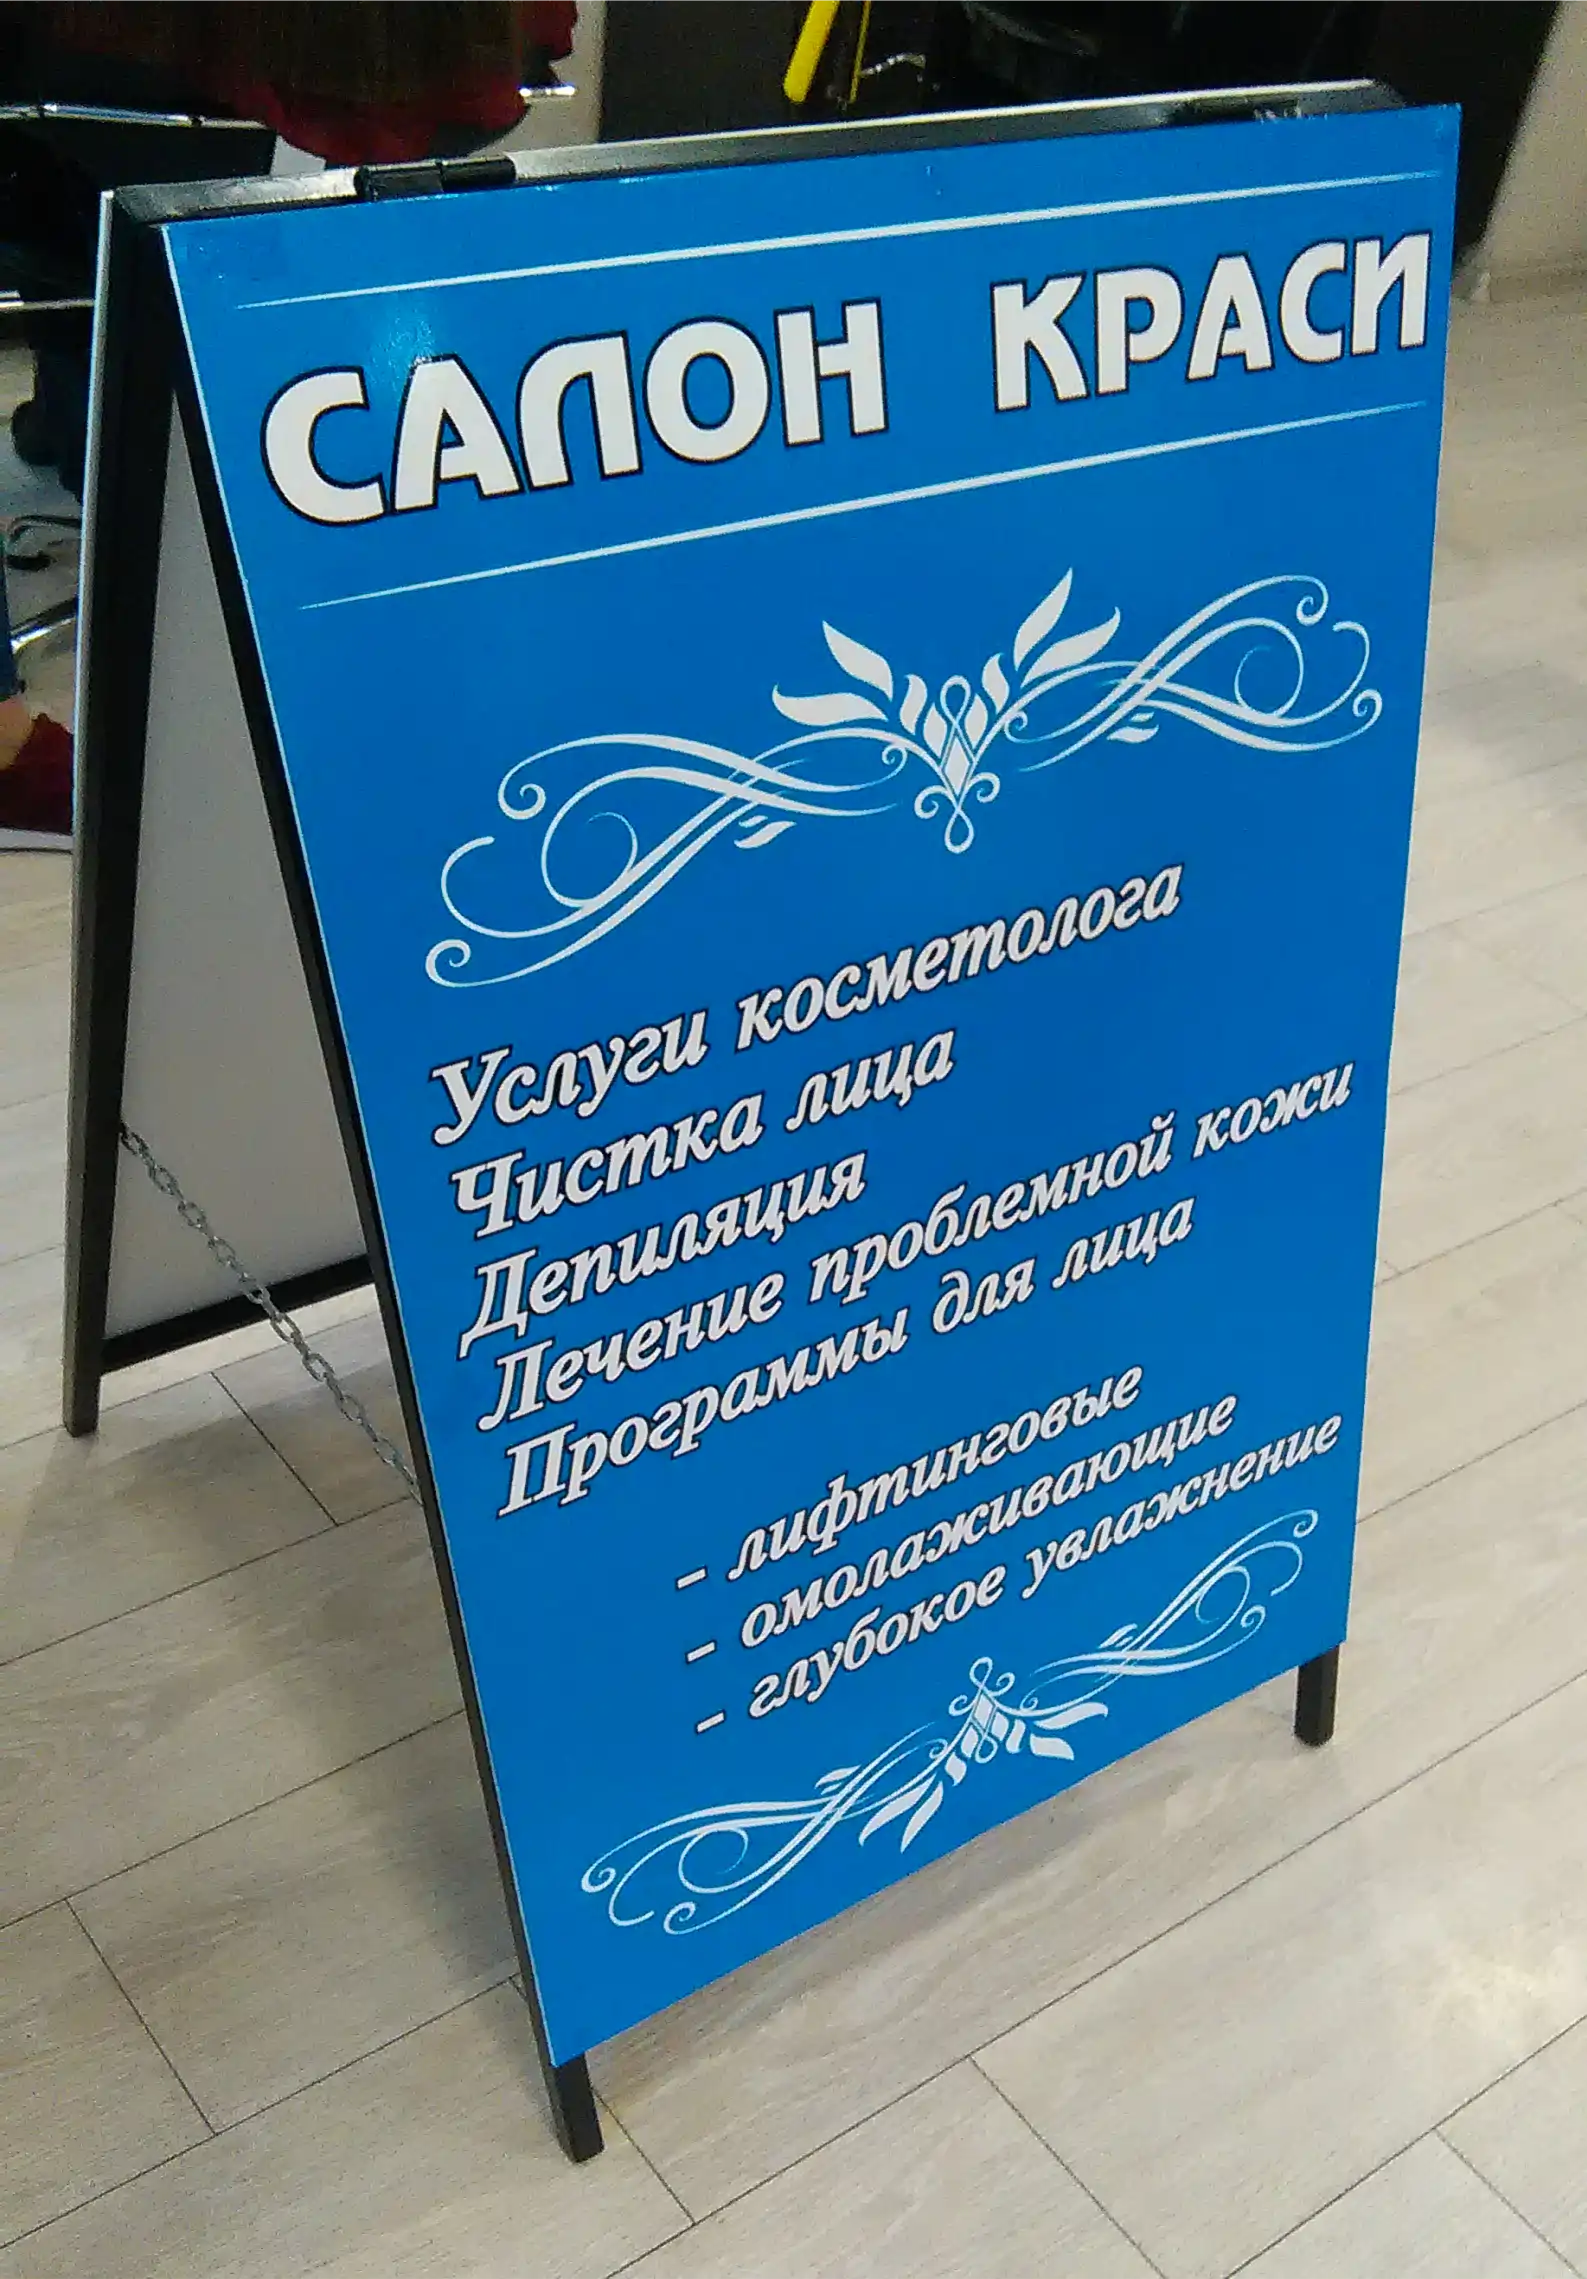 САЛОН КРАСИ
Услуги косметолога
Чистка лица
Депиляция
Лечение проблемной кожи
Программы для лица
- лифтинговые
- омолаживающие
- глубокое увлажнение